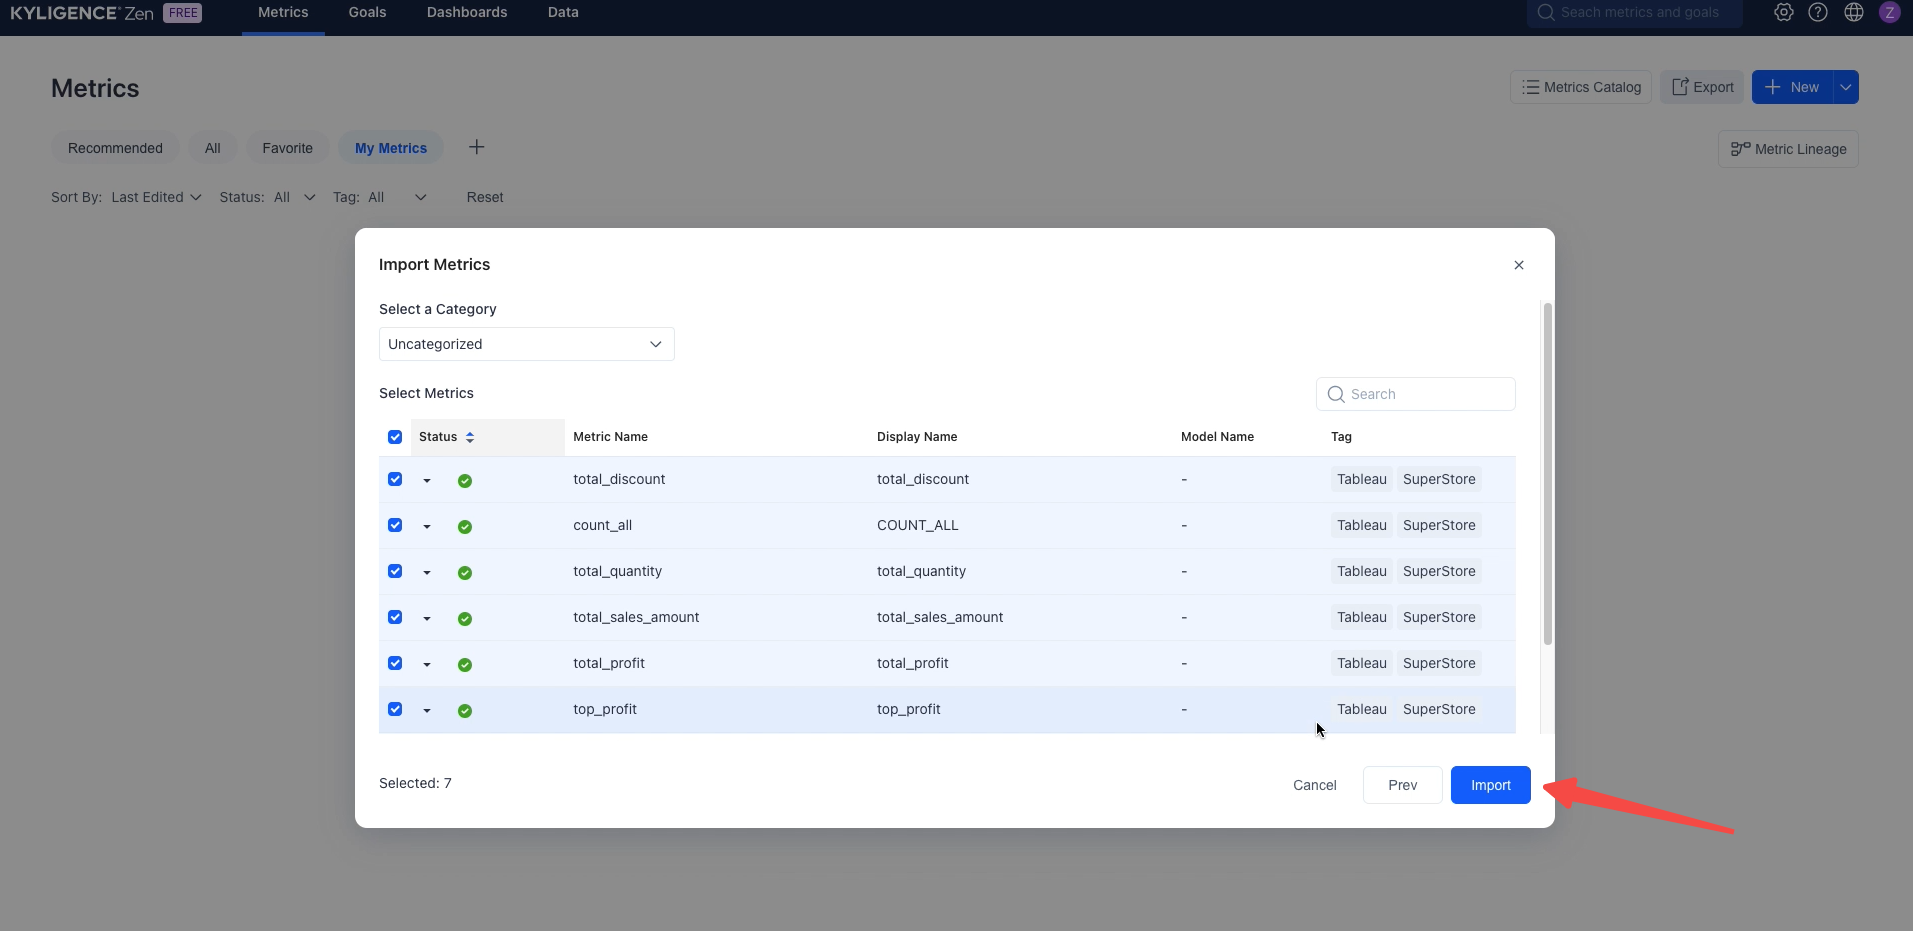 KYLIGENCE Zen FREE Metrics Goals Dashboards Data Seach metrics and goals Z
Metrics Metrics Catalog Export New
Recommended All Favorite My Metrics Metric Lineage
Sort By: Last Edited Status: All Tag: All Reset
Import Metrics
Select a Category
Uncategorized
Select Metrics Search
Status Metric Name Display Name Model Name Tag
total_discount total_discount - Tableau SuperStore
count_all COUNT_ALL - Tableau SuperStore
total_quantity total_quantity - Tableau SuperStore
total_sales_amount total_sales_amount - Tableau SuperStore
total_profit total_profit - Tableau SuperStore
top_profit top_profit - Tableau SuperStore
Selected: 7 Cancel Prev Import